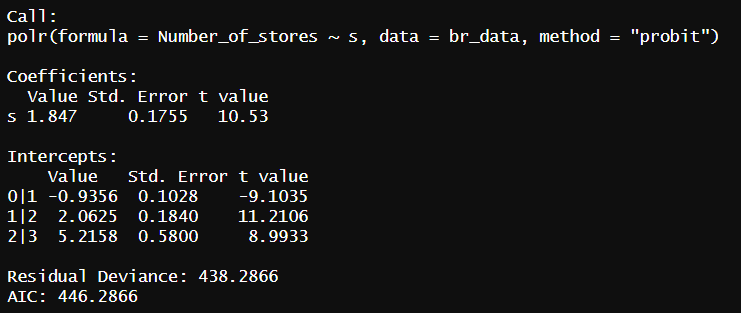 Call:
polr(formula = Number_of_stores ~ s, data = br_data, method = "probit")
Coefficients:
  Value Std. Error t value
s 1.847     0.1755   10.53
Intercepts:
    Value   Std. Error t value
0|1 -0.9356  0.1028    -9.1035
1|2  2.0625  0.1840    11.2106
2|3  5.2158  0.5800     8.9933
Residual Deviance: 438.2866
AIC: 446.2866